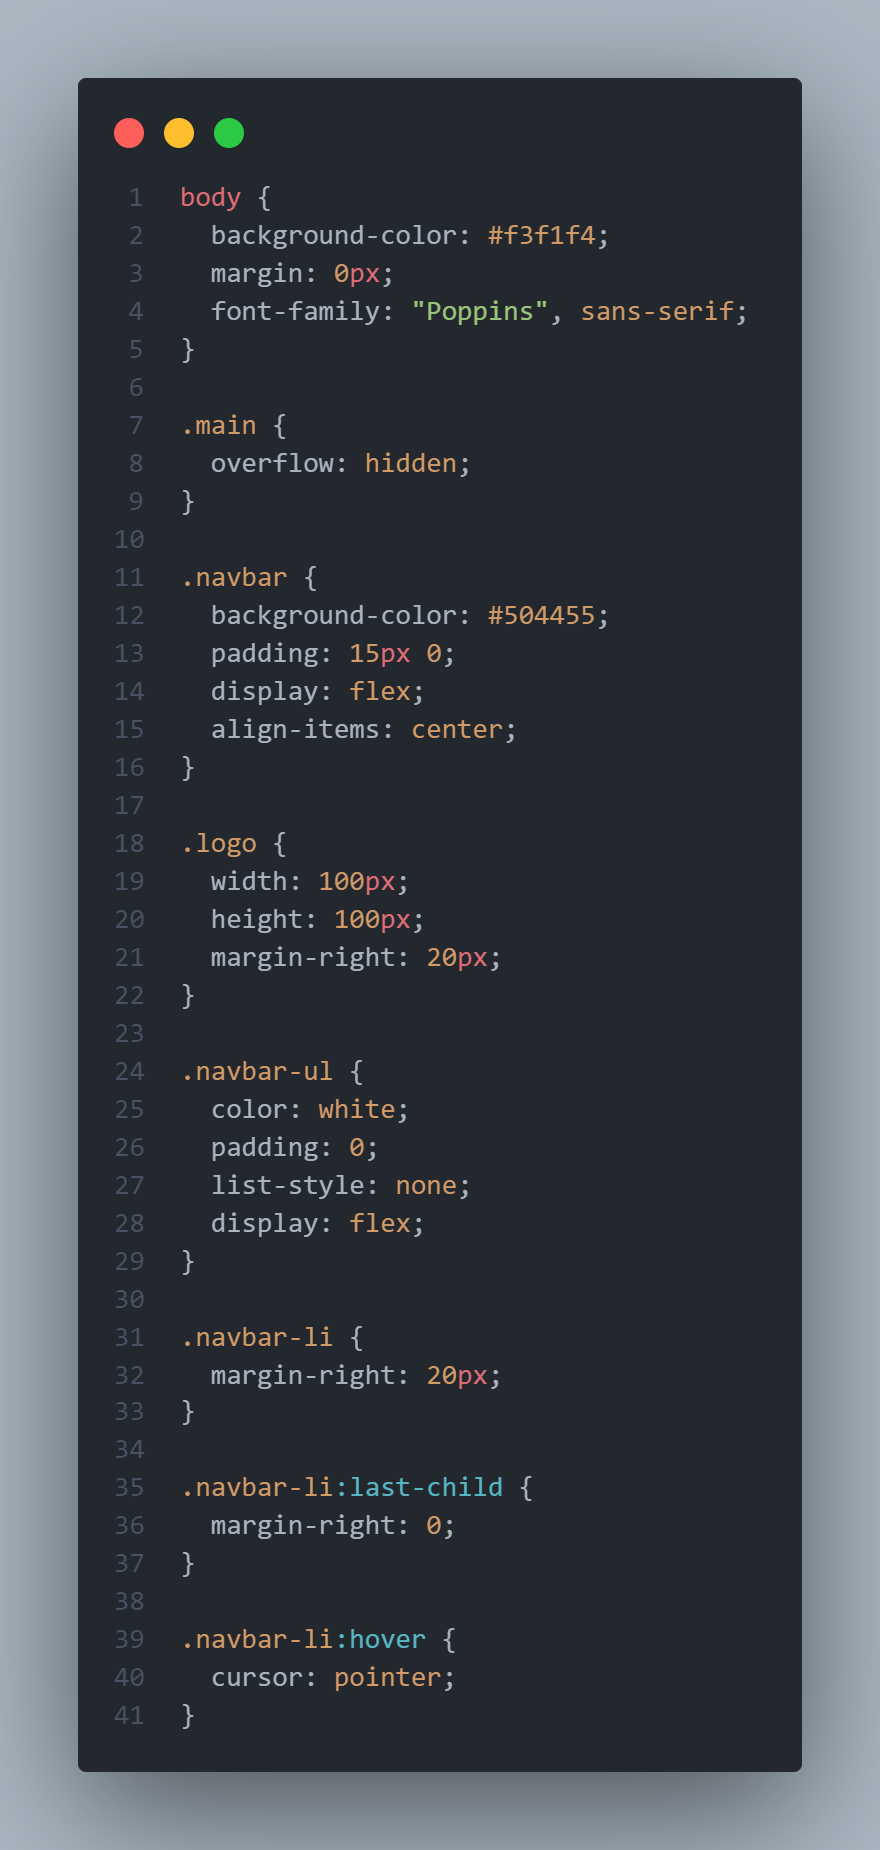 1 body {
2   background-color: #f3f1f4;
3   margin: 0px;
4   font-family: "Poppins", sans-serif;
5 }
6
7 .main {
8   overflow: hidden;
9 }
10
11 .navbar {
12   background-color: #504455;
13   padding: 15px 0;
14   display: flex;
15   align-items: center;
16 }
17
18 .logo {
19   width: 100px;
20   height: 100px;
21   margin-right: 20px;
22 }
23
24 .navbar-ul {
25   color: white;
26   padding: 0;
27   list-style: none;
28   display: flex;
29 }
30
31 .navbar-li {
32   margin-right: 20px;
33 }
34
35 .navbar-li:last-child {
36   margin-right: 0;
37 }
38
39 .navbar-li:hover {
40   cursor: pointer;
41 }